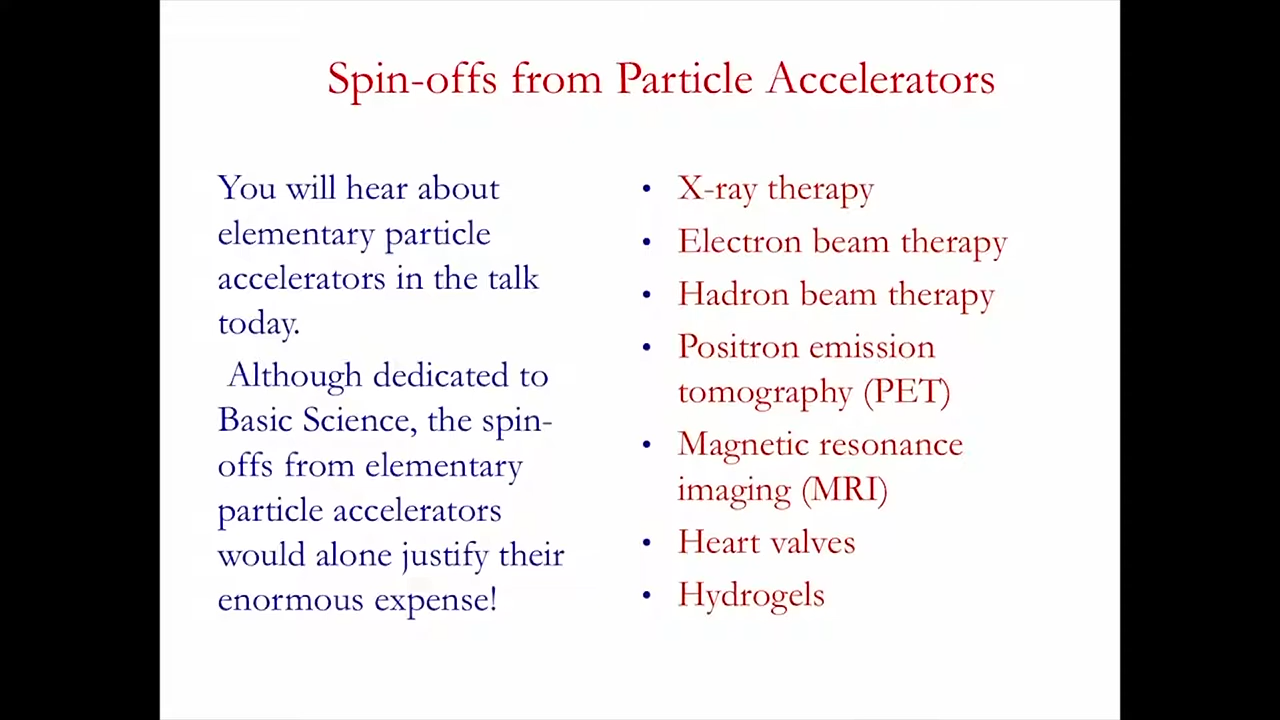 Spin-offs from Particle Accelerators
You will hear about
elementary particle
accelerators in the talk
today.
Although dedicated to
Basic Science, the spin-
offs from elementary
particle accelerators
would alone justify their
enormous expense!
• X-ray therapy
• Electron beam therapy
• Hadron beam therapy
• Positron emission
tomography (PET)
• Magnetic resonance
imaging (MRI)
• Heart valves
• Hydrogels